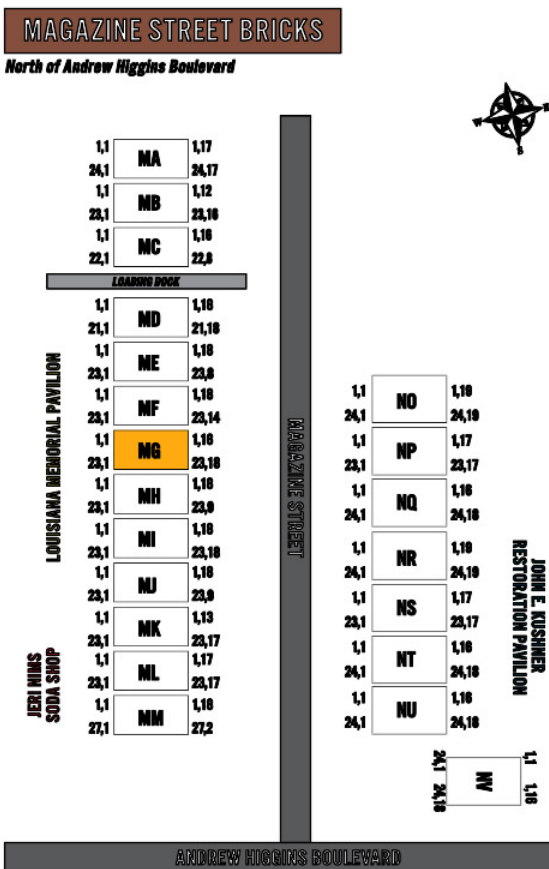 MAGAZINE STREET BRICKS
North of Andrew Higgins Boulevard
N
W
E
S
1,1 MA 1,17
24,1 24,17
1,1 MB 1,12
23,1 23,16
1,1 MC 1,16
22,1 22,8
LOADING DOCK
1,1 MD 1,18
21,1 21,18
1,1 ME 1,18
23,1 23,8
1,1 MF 1,18
23,1 23,14
1,1 MG 1,16
23,1 23,18
1,1 MH 1,18
23,1 23,9
1,1 MI 1,18
23,1 23,18
1,1 MJ 1,18
23,1 23,9
1,1 MK 1,13
23,1 23,17
1,1 ML 1,17
23,1 23,17
1,1 MM 1,18
27,1 27,2
LOUISIANA MEMORIAL PAVILION
JERI NIMS
SODA SHOP
MAGAZINE STREET
1,1 NO 1,19
24,1 24,19
1,1 NP 1,17
23,1 23,17
1,1 NQ 1,16
24,1 24,18
1,1 NR 1,19
24,1 24,19
1,1 NS 1,17
23,1 23,17
1,1 NT 1,16
24,1 24,18
1,1 NU 1,16
24,1 24,18
JOHN E. KUSHNER
RESTORATION PAVILION
24,1 NV 1,1
24,18 1,16
ANDREW HIGGINS BOULEVARD